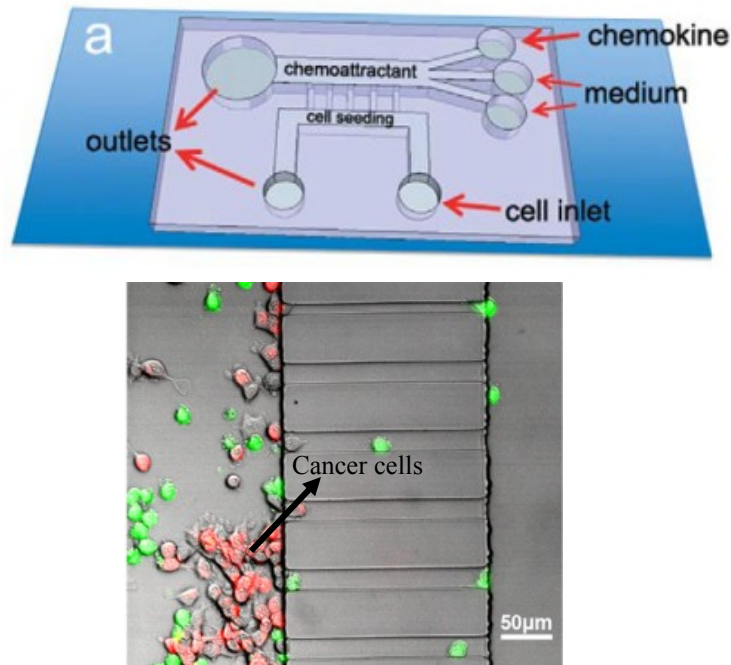 a
chemokine
chemoattractant
medium
cell seeding
outlets
cell inlet
Cancer cells
50µm